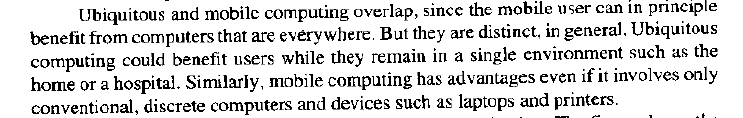 Ubiquitous and mobile computing overlap, since the mobile user can in principle
benefit from computers that are everywhere. But they are distinct, in general. Ubiquitous
computing could benefit users while they remain in a single environment such as the
home or a hospital. Similarly, mobile computing has advantages even if it involves only
conventional, discrete computers and devices such as laptops and printers.